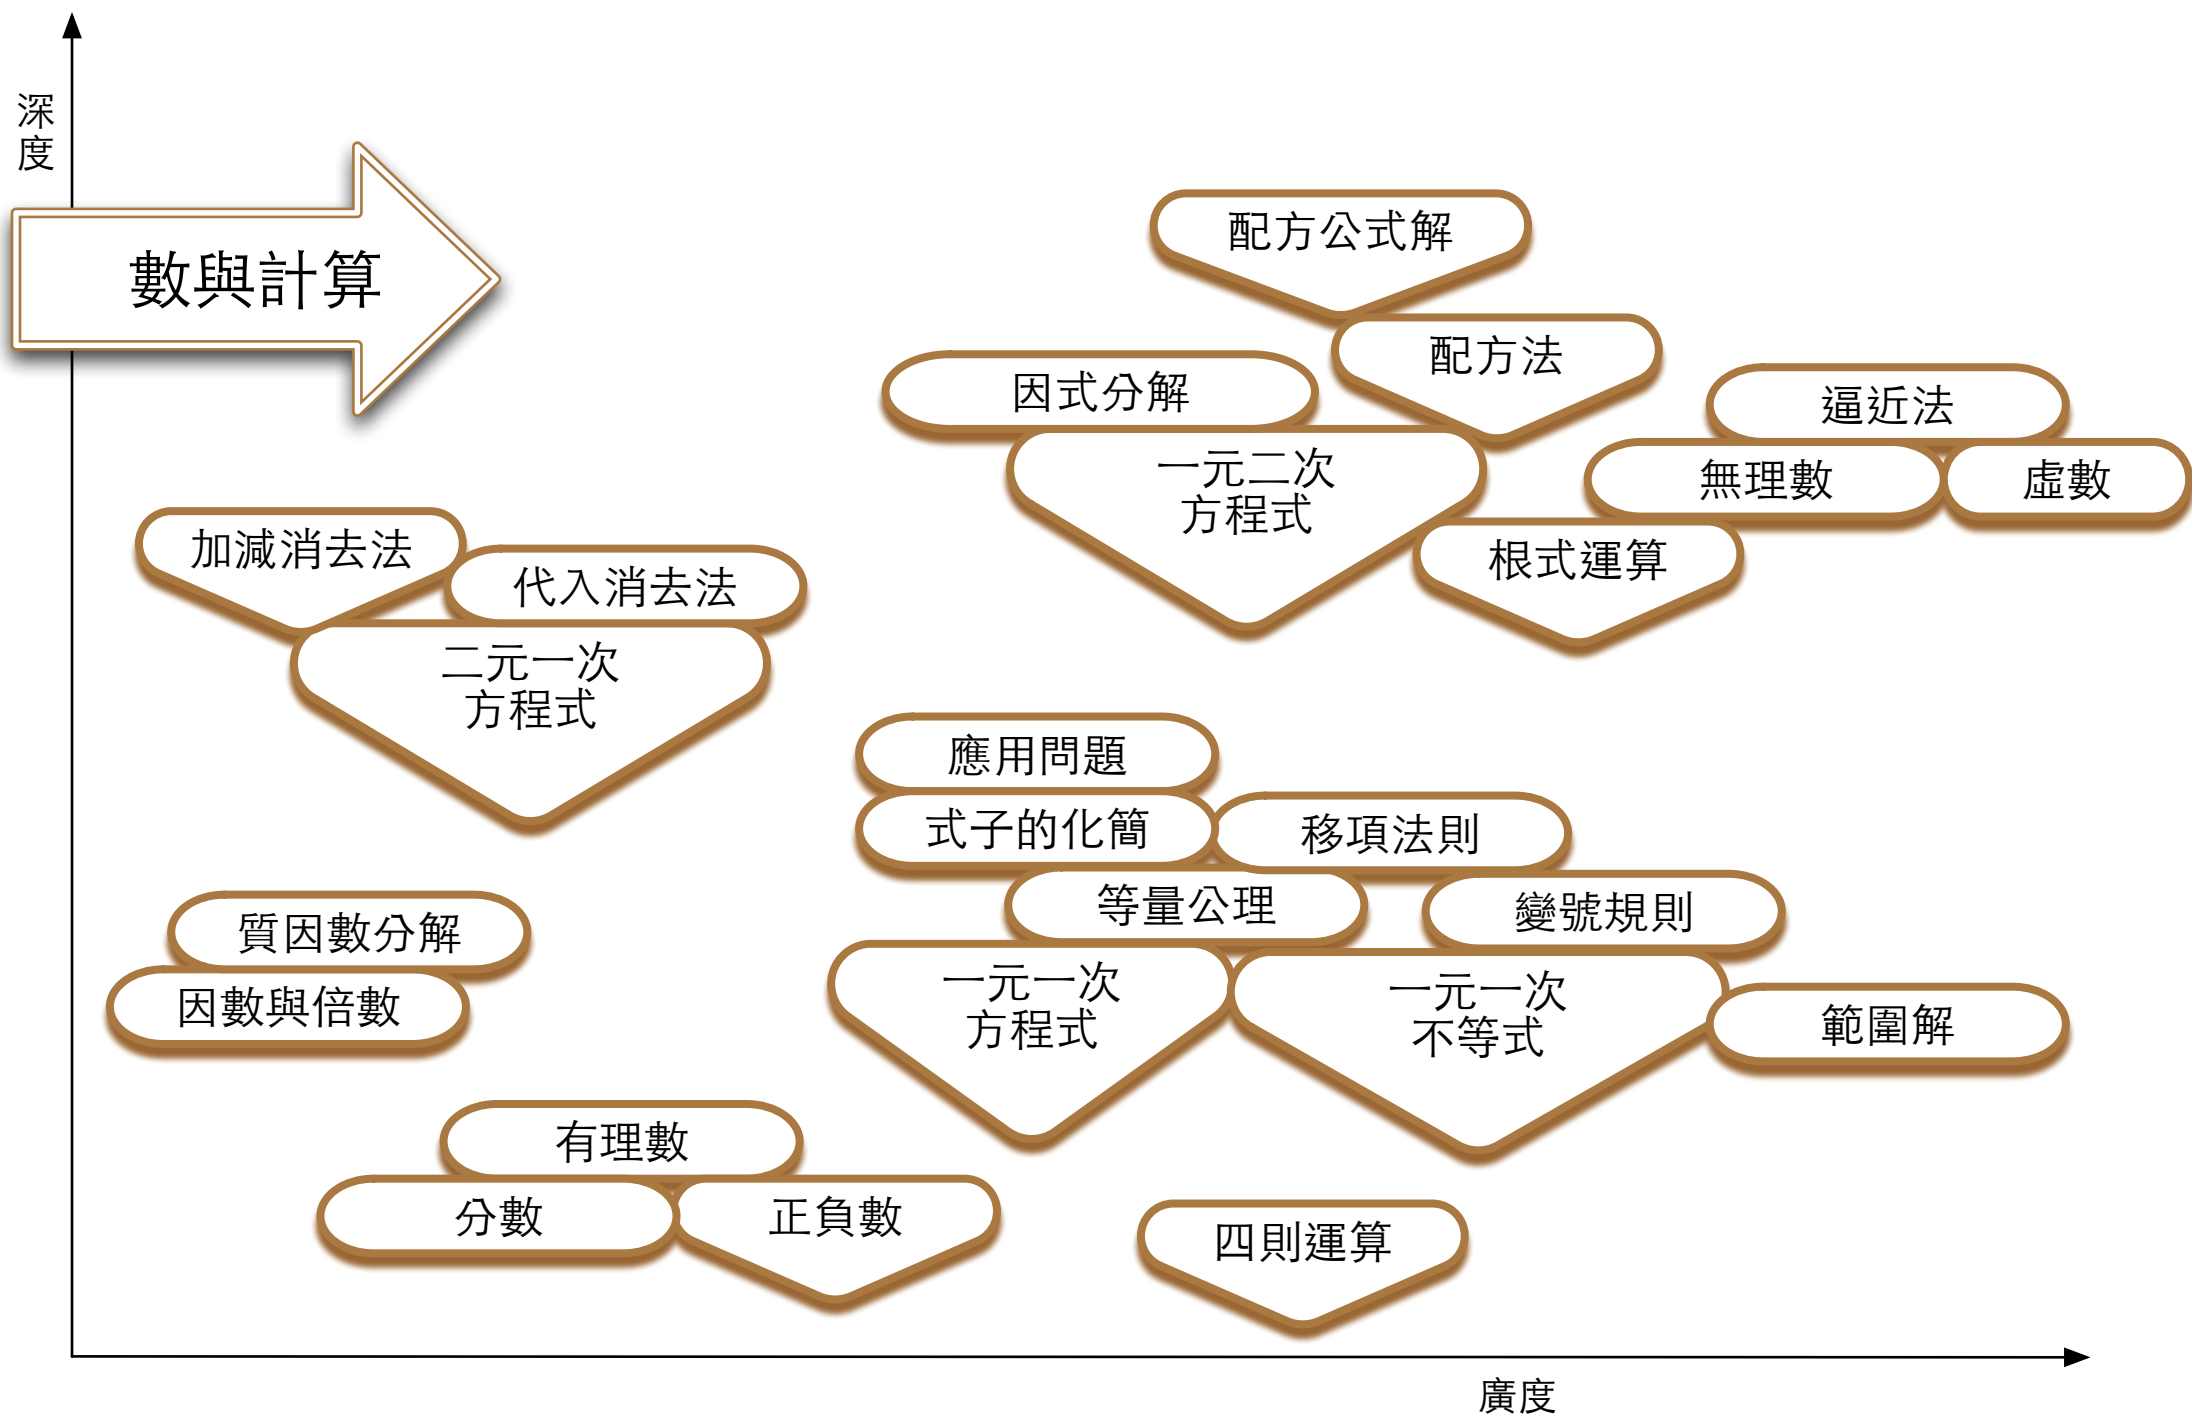 深度
數與計算
配方公式解
配方法
因式分解
逼近法
一元二次
方程式
無理數
虛數
根式運算
加減消去法
代入消去法
二元一次
方程式
應用問題
式子的化簡
移項法則
等量公理
變號規則
質因數分解
因數與倍數
一元一次
方程式
一元一次
不等式
範圍解
有理數
分數
正負數
四則運算
廣度